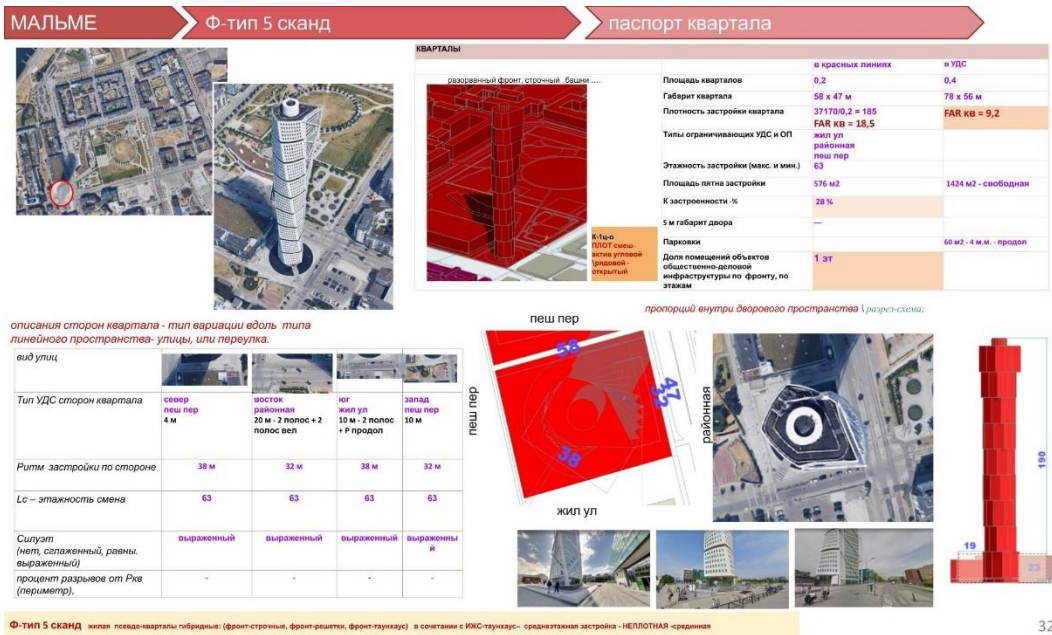 МАЛЬМЕ
Ф-тип 5 сканд
паспорт квартала
КВАРТАЛЫ
в красных линиях
в УДС
разорванный фронт, строчный башни ....
Площадь кварталов
0,2
0,4
Габарит квартала
58 x 47 м
78 x 56 м
Плотность застройки квартала
37170/0,2 = 185
FAR кв = 18,5
FAR кв = 9,2
Типы ограничивающих УДС и ОП
жил ул
районная
пеш пер
Этажность застройки (макс. и мин.)
63
Площадь пятна застройки
576 м2
1424 м2 - свободная
К застроенности -%
28 %
S м габарит двора
—
Парковки
60 м2 - 4 м.м. - продол
Доля помещений объектов
общественно-деловой
инфраструктуры по фронту, по
этажам
1 эт
К-1ц-о
ПЛОТ смеш-
актив угловой
\рядовой -
открытый
пропорций внутри дворового пространства \ разрез-схема;
описания сторон квартала - тип вариации вдоль типа
линейного пространства- улицы, или переулка.
вид улиц
Тип УДС сторон квартала
север
пеш пер
4 м
восток
районная
20 м - 2 полос + 2
полос вел
юг
жил ул
10 м - 2 полос
+ Р продол
запад
пеш пер
10 м
Ритм застройки по стороне
38 м
32 м
38 м
32 м
Lc – этажность смена
63
63
63
63
Силуэт
(нет, сглаженный, равны.
выраженный)
выраженный
выраженный
выраженный
выраженны
й
процент разрывов от Ркв
(периметр),
-
-
-
-
пеш пер
пеш пер
районная
жил ул
58
47
32
38
190
19
23
Ф-тип 5 сканд жилая псевдо-кварталы гибридные: (фронт-строчные, фронт-решетки, фронт-таунхаус) в сочетании с ИЖС-таунхаус– среднеэтажная застройка - НЕПЛОТНАЯ -срединная
32